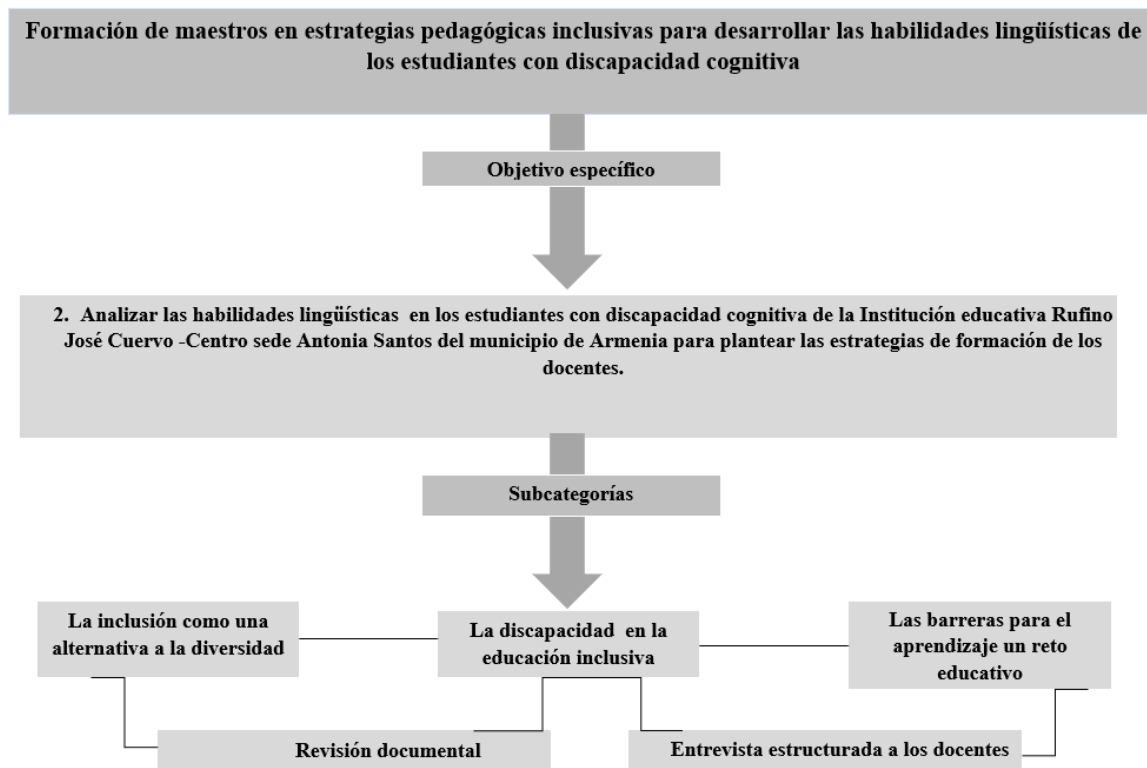 Formación de maestros en estrategias pedagógicas inclusivas para desarrollar las habilidades lingüísticas de
los estudiantes con discapacidad cognitiva
Objetivo específico
2. Analizar las habilidades lingüísticas en los estudiantes con discapacidad cognitiva de la Institución educativa Rufino
José Cuervo -Centro sede Antonia Santos del municipio de Armenia para plantear las estrategias de formación de los
docentes.
Subcategorías
La inclusión como una
alternativa a la diversidad
La discapacidad en la
educación inclusiva
Las barreras para el
aprendizaje un reto
educativo
Revisión documental
Entrevista estructurada a los docentes